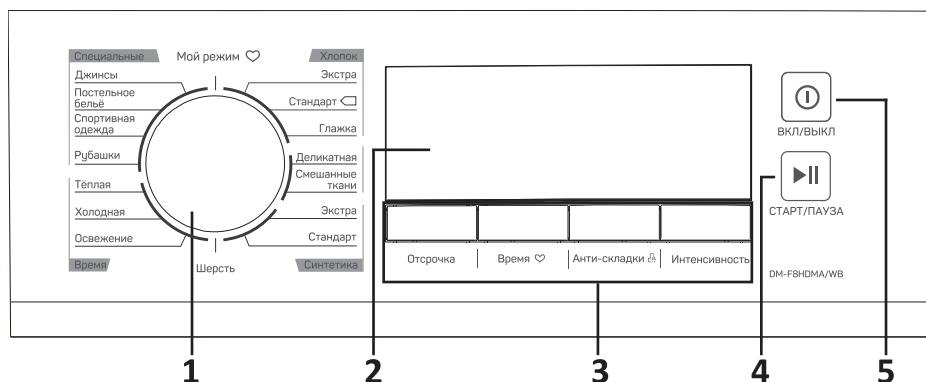 Специальные
Мой режим
Хлопок
Джинсы
Постельное
бельё
Спортивная
одежда
Рубашки
Тёплая
Холодная
Освежение
Время
Шерсть
Экстра
Стандарт
Глажка
Деликатная
Смешанные
ткани
Экстра
Стандарт
Синтетика
Отсрочка
Время
Анти-складки
Интенсивность
ВКЛ/ВЫКЛ
СТАРТ/ПАУЗА
DM-F8HDMA/WB
1
2
3
4
5